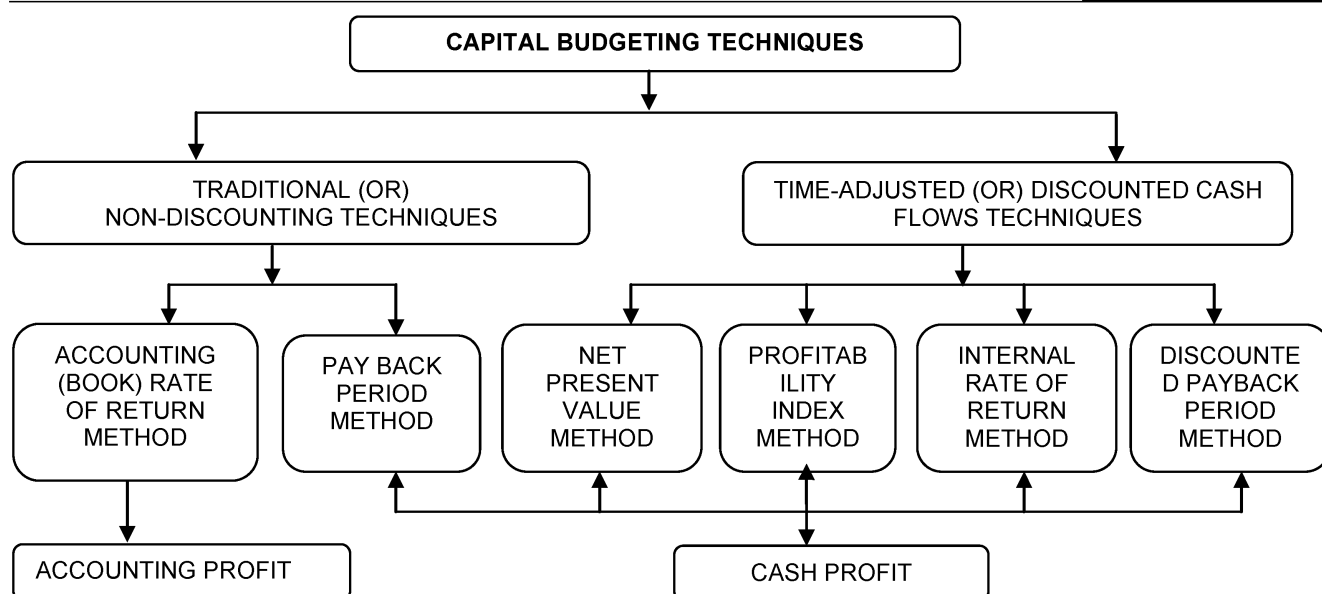 CAPITAL BUDGETING TECHNIQUES
TRADITIONAL (OR)
NON-DISCOUNTING TECHNIQUES
TIME-ADJUSTED (OR) DISCOUNTED CASH
FLOWS TECHNIQUES
ACCOUNTING
(BOOK) RATE
OF RETURN
METHOD
PAY BACK
PERIOD
METHOD
NET
PRESENT
VALUE
METHOD
PROFITAB
ILITY
INDEX
METHOD
INTERNAL
RATE OF
RETURN
METHOD
DISCOUNTE
D PAYBACK
PERIOD
METHOD
ACCOUNTING PROFIT
CASH PROFIT